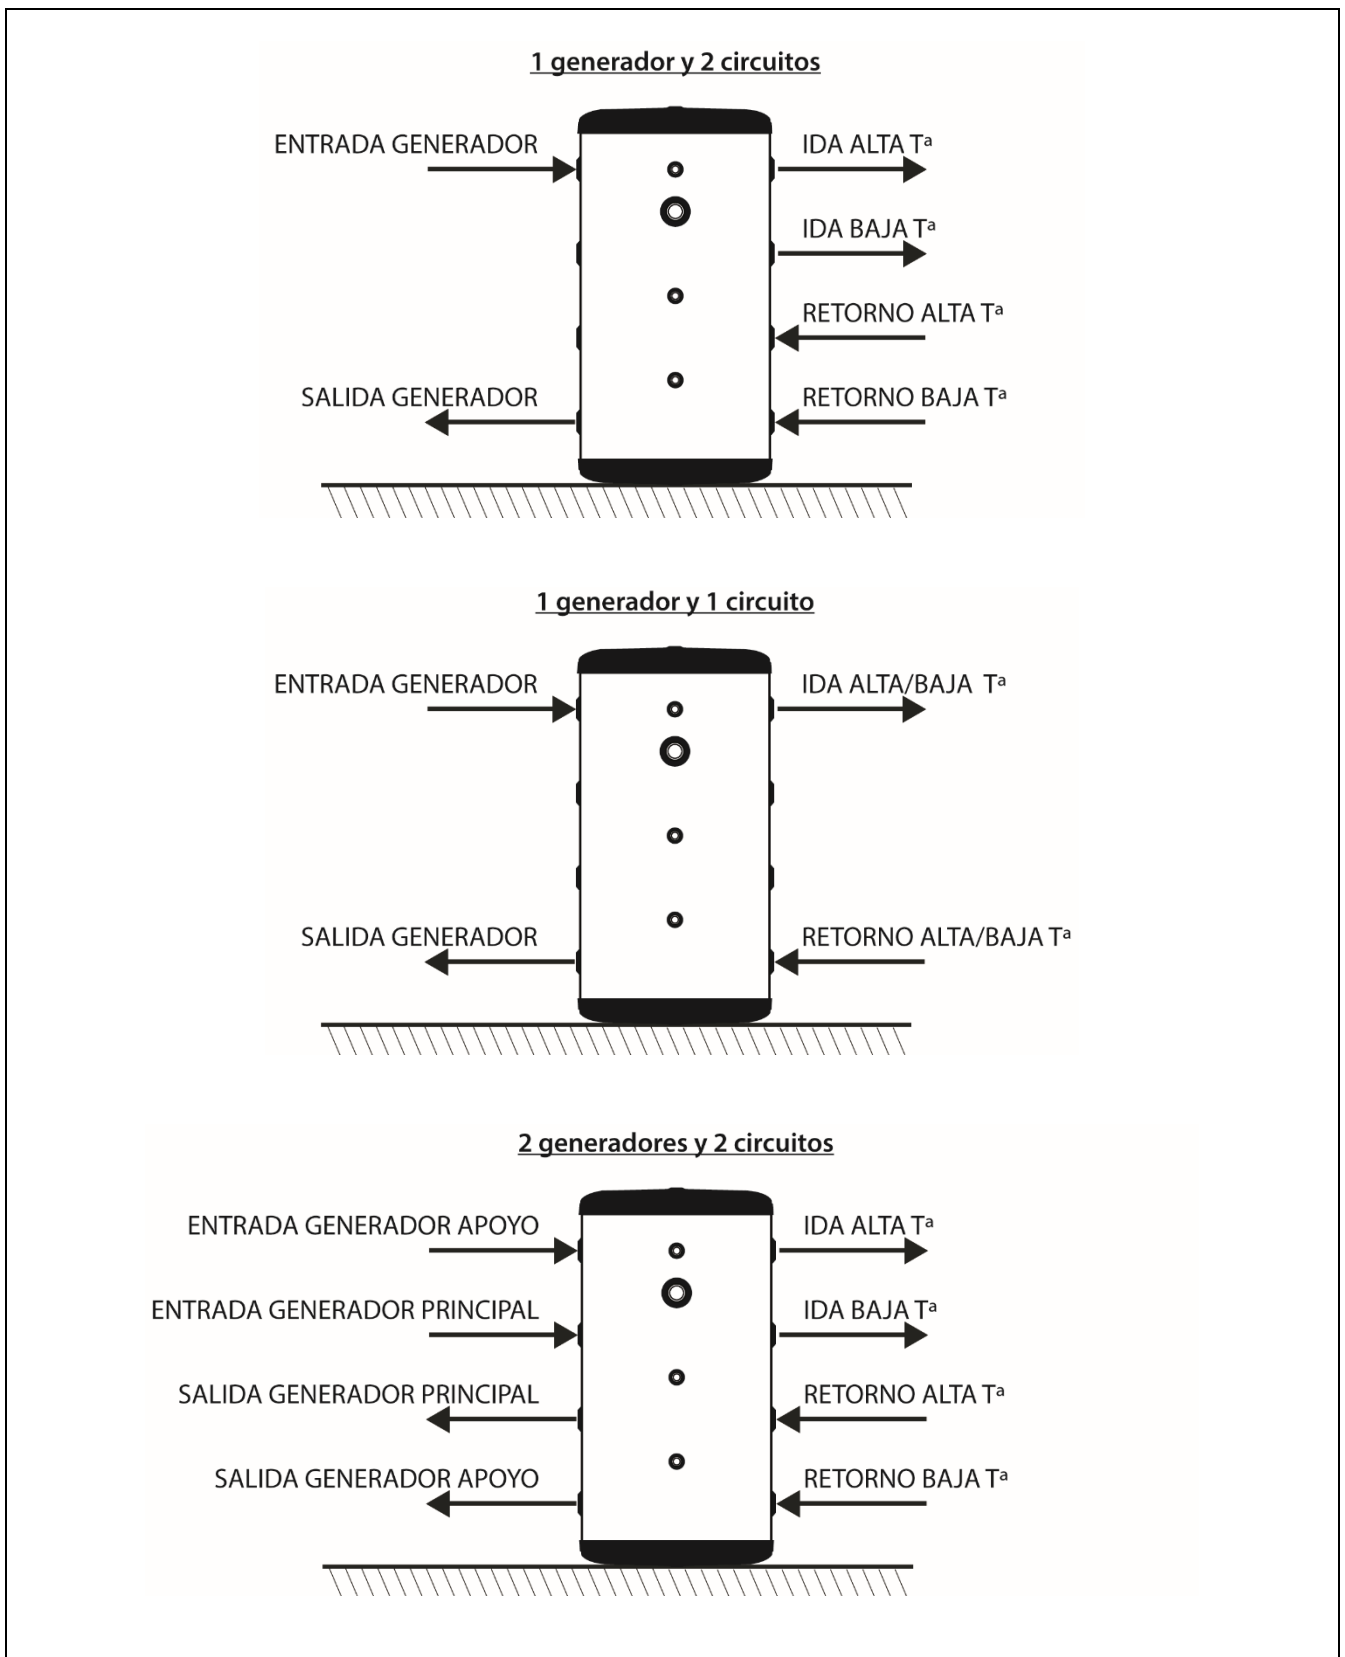 1 generador y 2 circuitos
ENTRADA GENERADOR
IDA ALTA Tª
IDA BAJA Tª
RETORNO ALTA Tª
SALIDA GENERADOR
RETORNO BAJA Tª
1 generador y 1 circuito
ENTRADA GENERADOR
IDA ALTA/BAJA Tª
SALIDA GENERADOR
RETORNO ALTA/BAJA Tª
2 generadores y 2 circuitos
ENTRADA GENERADOR APOYO
IDA ALTA Tª
ENTRADA GENERADOR PRINCIPAL
IDA BAJA Tª
SALIDA GENERADOR PRINCIPAL
RETORNO ALTA Tª
SALIDA GENERADOR APOYO
RETORNO BAJA Tª